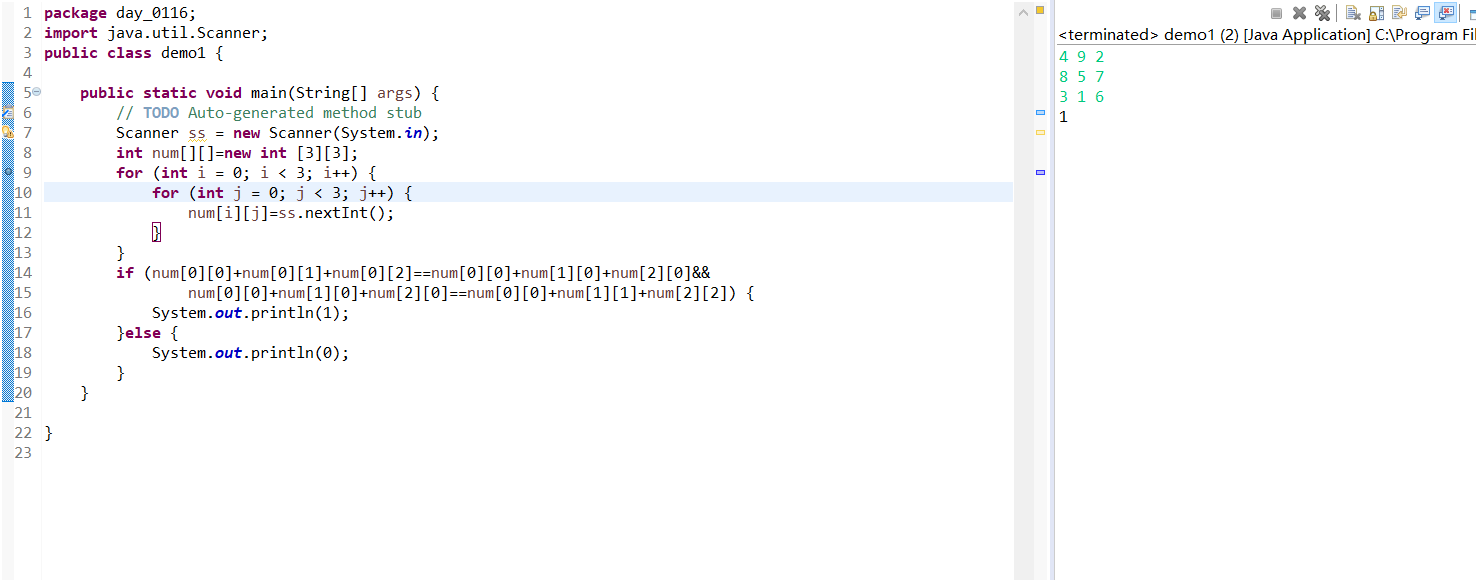 1 package day_0116;
2 import java.util.Scanner;
3 public class demo1 {
4
5 public static void main(String[] args) {
6 // TODO Auto-generated method stub
7 Scanner ss = new Scanner(System.in);
8 int num[][]=new int [3][3];
9 for (int i = 0; i < 3; i++) {
10 for (int j = 0; j < 3; j++) {
11 num[i][j]=ss.nextInt();
12 }
13 }
14 if (num[0][0]+num[0][1]+num[0][2]==num[0][0]+num[1][0]+num[2][0]&&
15 num[0][0]+num[1][0]+num[2][0]==num[0][0]+num[1][1]+num[2][2]) {
16 System.out.println(1);
17 }else {
18 System.out.println(0);
19 }
20 }
21
22 }
23
<terminated> demo1 (2) [Java Application] C:\Program Fil
4 9 2
8 5 7
3 1 6
1